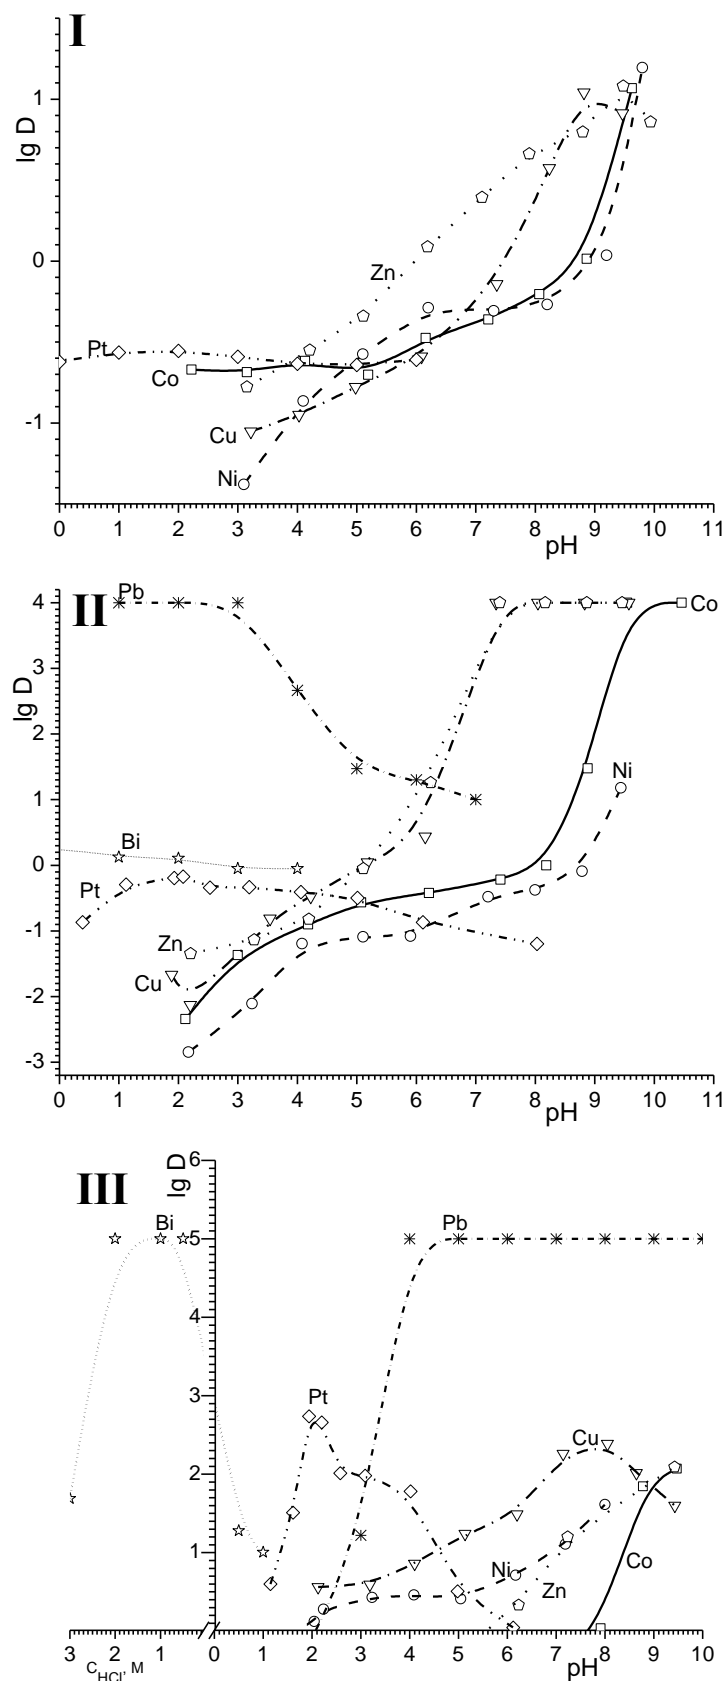 I
lg D
1
0
-1
Zn
Pt
Co
Cu
Ni
0 1 2 3 4 5 6 7 8 9 10 11
pH
II
lg D
4
3
2
1
0
-1
-2
-3
Pb
Co
Ni
Bi
Pt
Zn
Cu
0 1 2 3 4 5 6 7 8 9 10 11
pH
III
lg D
6
5
4
3
2
1
Bi
Pb
Pt
Cu
Ni
Zn
Co
3 2 1 0 1 2 3 4 5 6 7 8 9 10
C HCl, M
pH